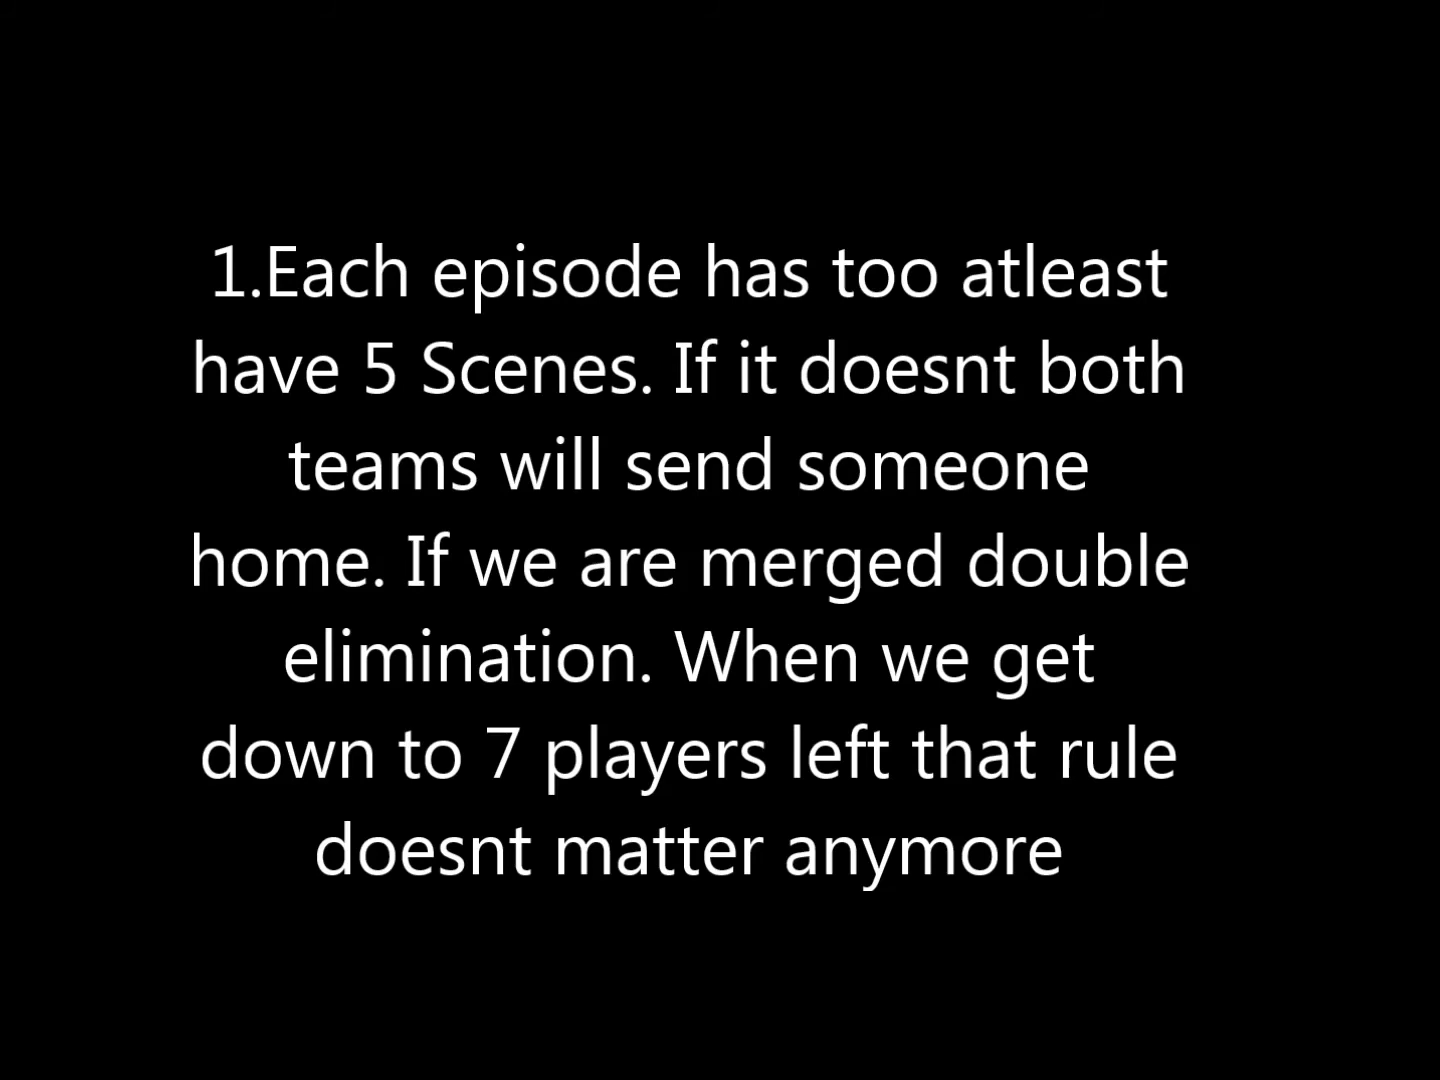 1.Each episode has too atleast
have 5 Scenes. If it doesnt both
teams will send someone
home. If we are merged double
elimination. When we get
down to 7 players left that rule
doesnt matter anymore